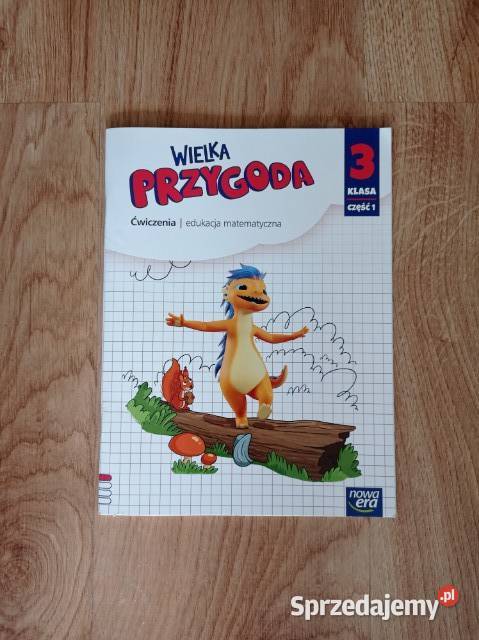 WIELKA
PRZYGODA
Ćwiczenia | edukacja matematyczna
3
KLASA
CZĘŚĆ 1
nowa
era
Sprzedajemy.pl